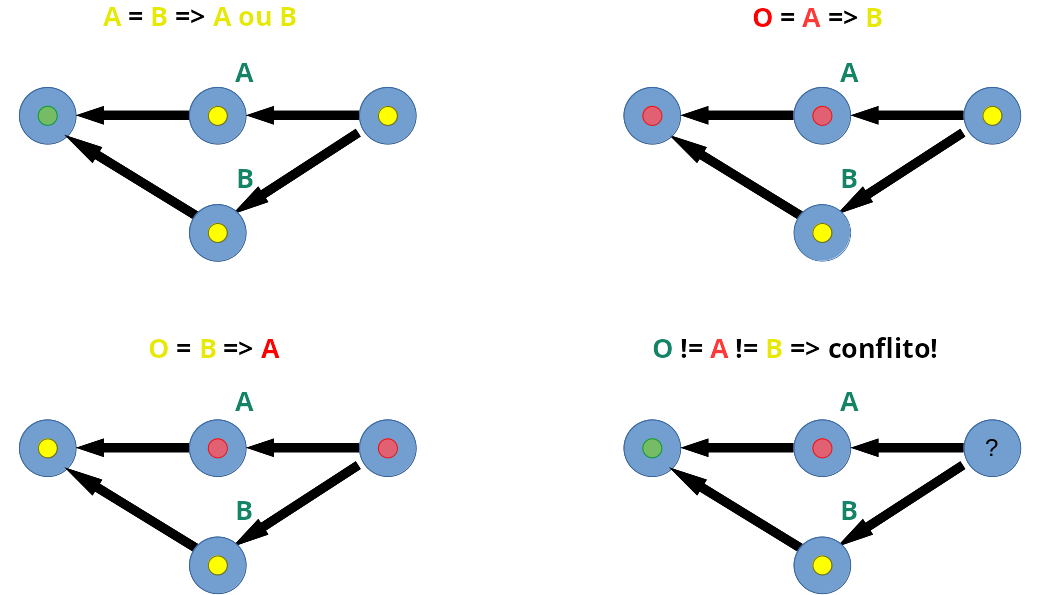 A = B => A ou B
O = A => B
A
B
A
B
O = B => A
O != A != B => conflito!
A
B
A
?
B